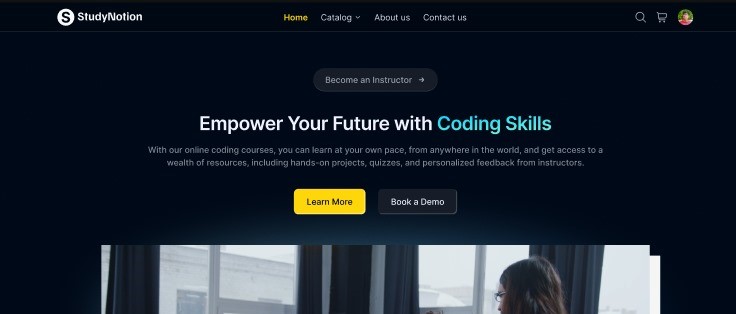 StudyNotion
Home
Catalog
About us
Contact us
Become an Instructor
Empower Your Future with Coding Skills
With our online coding courses, you can learn at your own pace, from anywhere in the world, and get access to a
wealth of resources, including hands-on projects, quizzes, and personalized feedback from instructors.
Learn More
Book a Demo